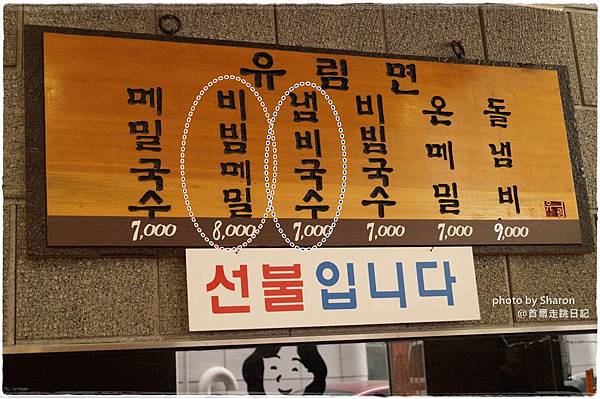 유림면
메밀국수
7,000
비빔메밀
8,000
냄비국수
7,000
비빔국수
7,000
온메밀
7,000
돌냄비
9,000
선불입니다
photo by Sharon
@首爾走跳日記